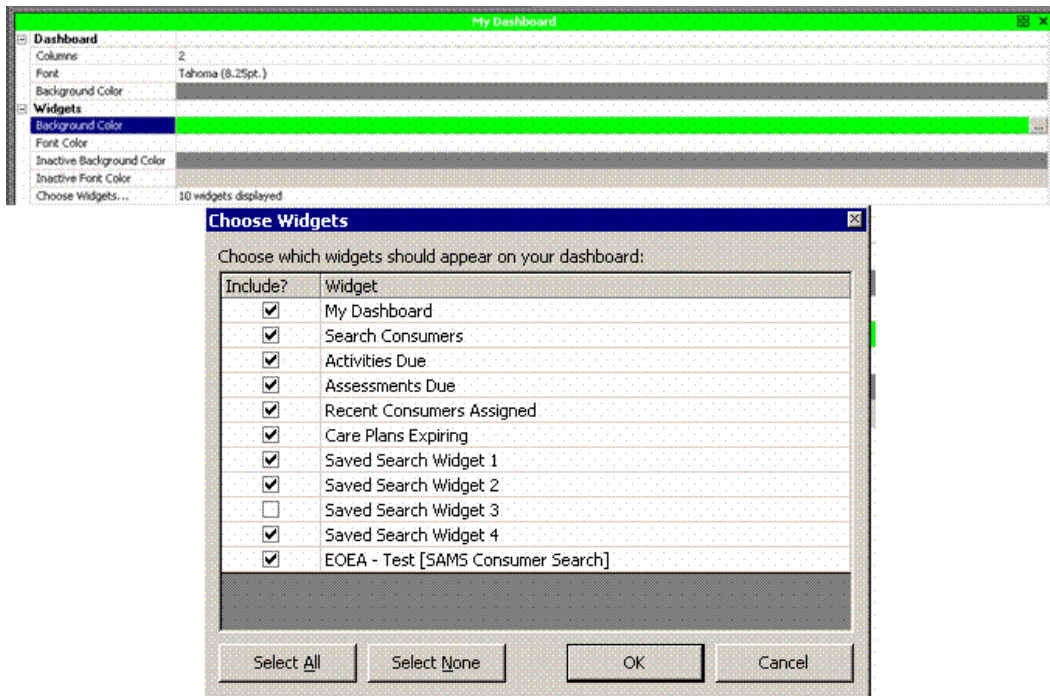 My Dashboard
Dashboard
Columns 2
Font Tahoma (8.25pt.)
Background Color
Widgets
Background Color ...
Font Color
Inactive Background Color
Inactive Font Color
Choose Widgets... 10 widgets displayed
Choose Widgets
Choose which widgets should appear on your dashboard:
Include? Widget
My Dashboard
Search Consumers
Activities Due
Assessments Due
Recent Consumers Assigned
Care Plans Expiring
Saved Search Widget 1
Saved Search Widget 2
Saved Search Widget 3
Saved Search Widget 4
EOEA - Test [SAMS Consumer Search]
Select All Select None OK Cancel